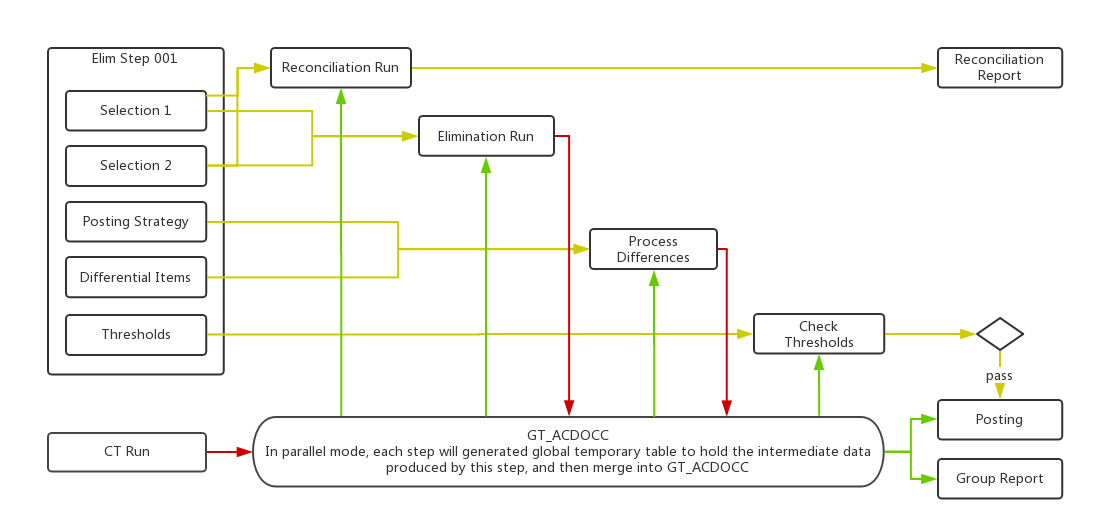 Elim Step 001
Selection 1
Selection 2
Posting Strategy
Differential Items
Thresholds
Reconciliation Run
Elimination Run
Process
Differences
Check
Thresholds
Reconciliation
Report
pass
Posting
Group Report
CT Run
GT_ACDOCC
In parallel mode, each step will generated global temporary table to hold the intermediate data
produced by this step, and then merge into GT_ACDOCC